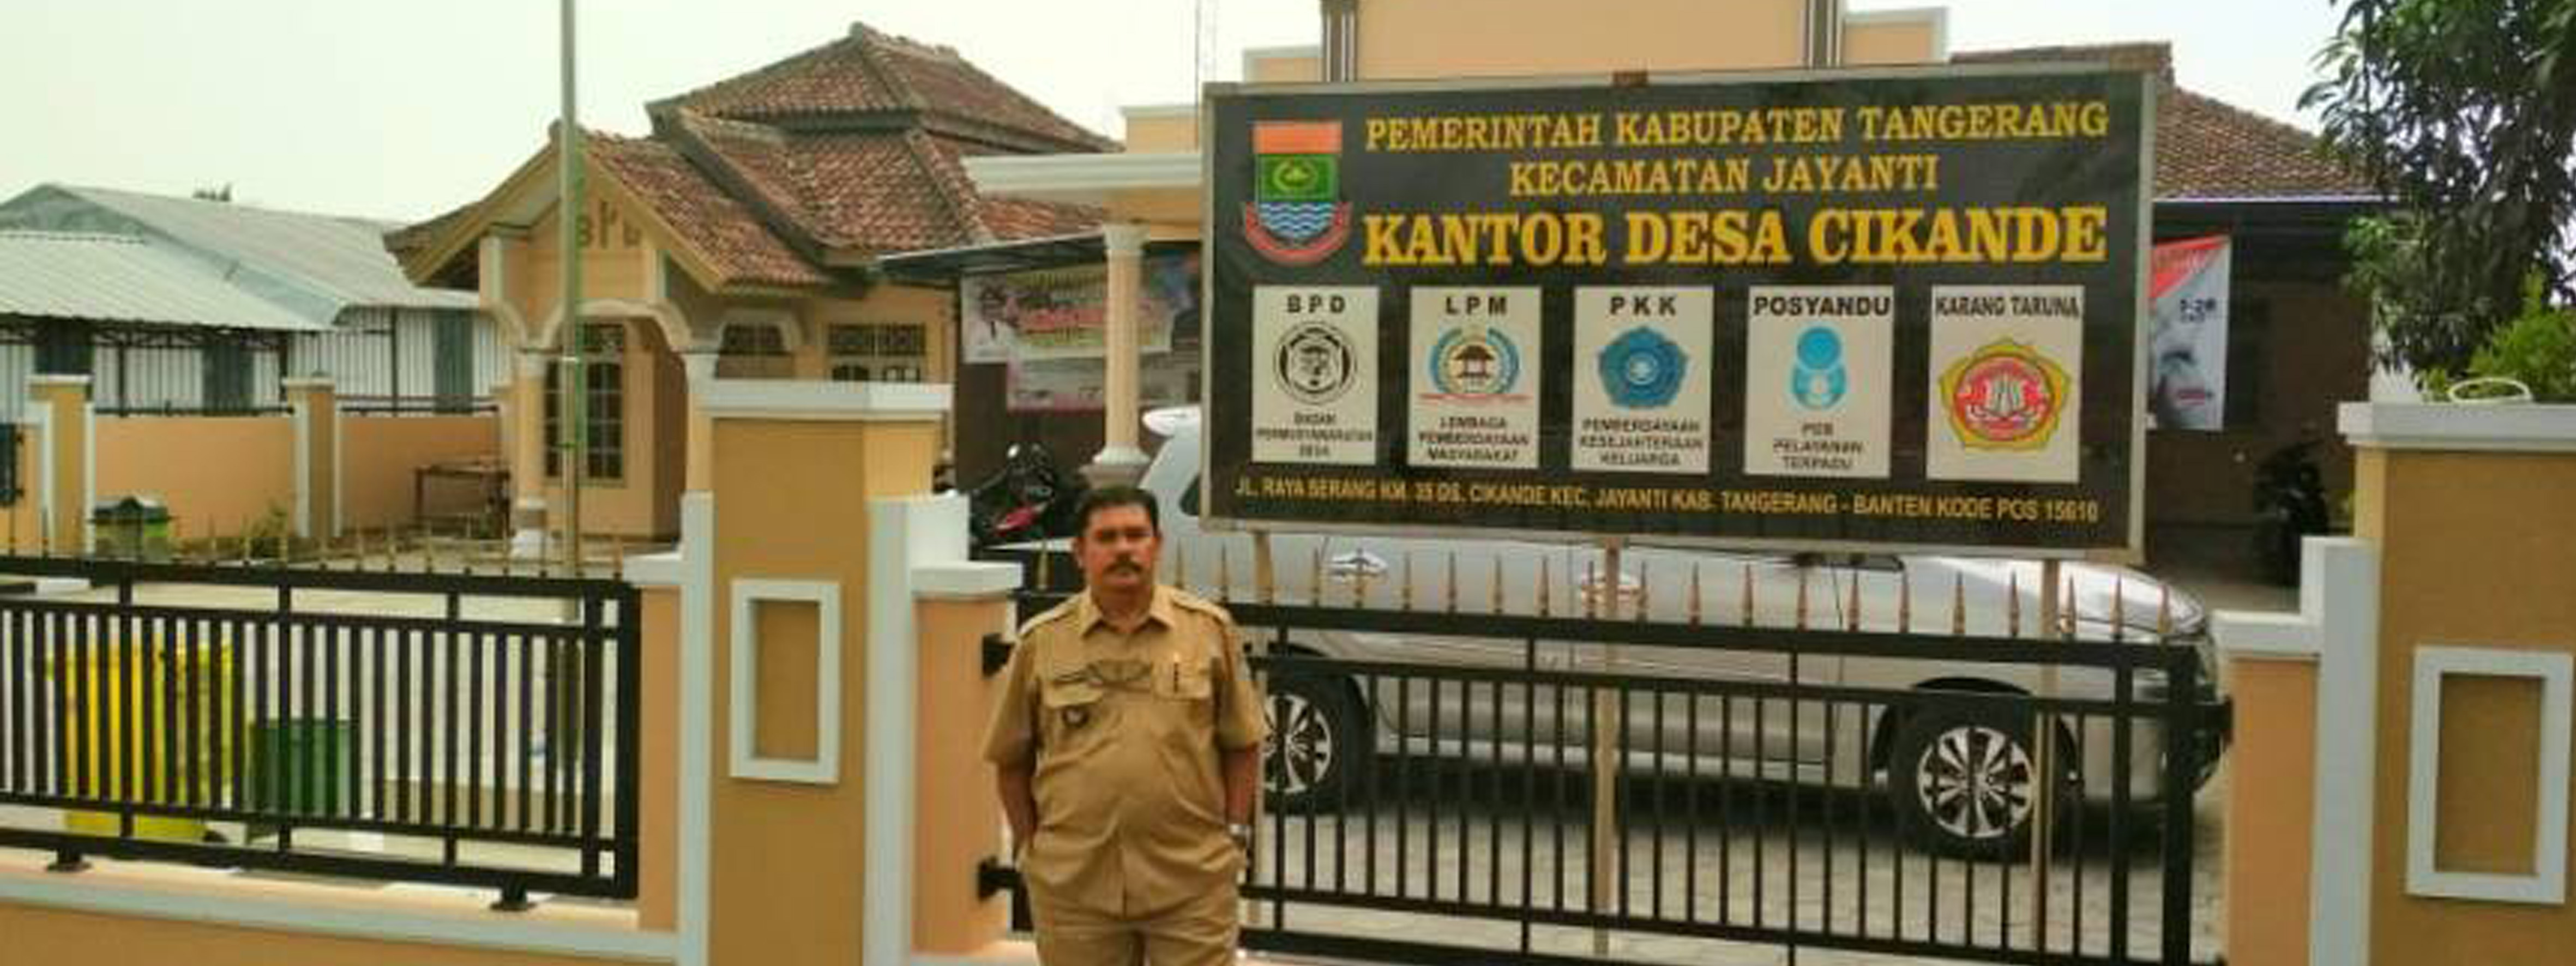 PEMERINTAH KABUPATEN TANGERANG
KECAMATAN JAYANTI
KANTOR DESA CIKANDE
BPD
BADAN
PERMUSYAWARATAN
DESA
LPM
LEMBAGA
PEMBERDAYAAN
MASYARAKAT
PKK
PEMBERDAYAAN
KESEJAHTERAAN
KELUARGA
POSYANDU
POS
PELAYANAN
TERPADU
KARANG TARUNA
JL. RAYA SERANG KM. 35 DS. CIKANDE KEC. JAYANTI KAB. TANGERANG - BANTEN KODE POS 15610